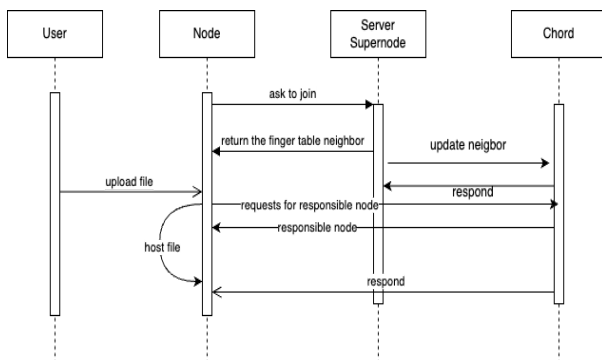 User
Node
Server
Supernode
Chord
ask to join
return the finger table neighbor
update neigbor
upload file
respond
requests for responsible node
responsible node
host file
respond